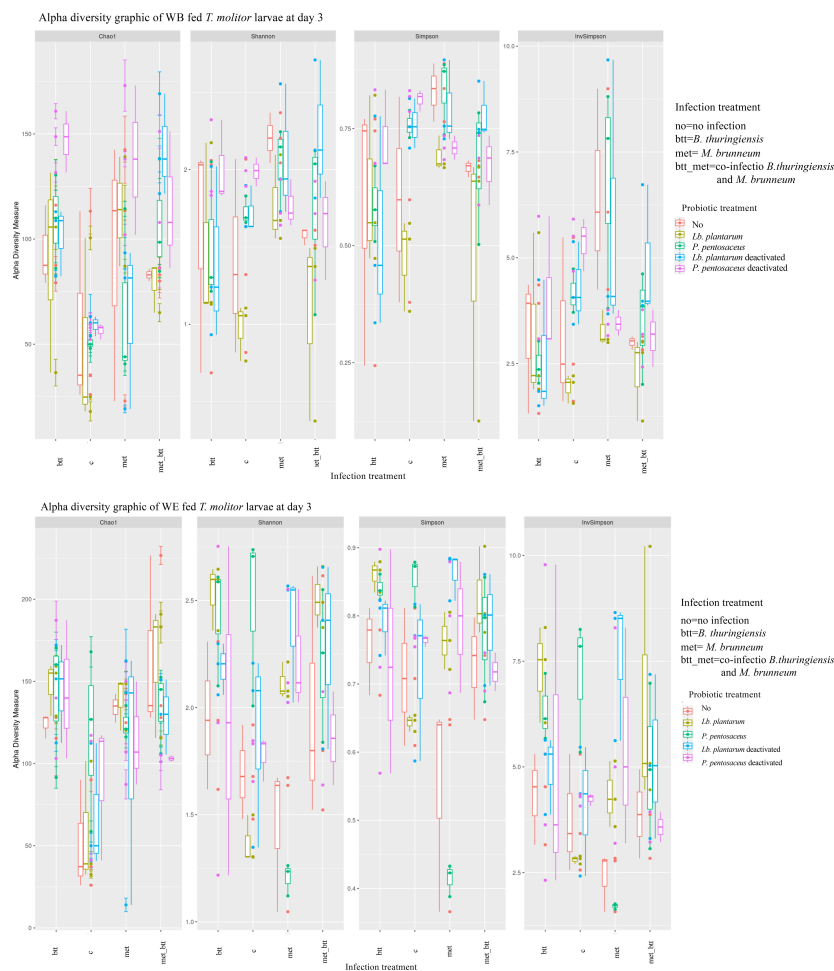 Alpha diversity graphic of WB fed T. molitor larvae at day 3
Chao1
Shannon
Simpson
InvSimpson
Alpha Diversity Measure
150
100
50
2
1
0.75
0.50
0.25
10.0
7.5
5.0
2.5
btt
c
met
met_btt
btt
c
met
iet_btt
btt
c
met
met_btt
btt
c
met
met_btt
Infection treatment
Infection treatment
no=no infection
btt=B. thuringiensis
met= M. brunneum
btt_met=co-infectio B.thuringiensis
and M. brunneum
Probiotic treatment
No
Lb. plantarum
P. pentosaceus
Lb. plantarum deactivated
P. pentosaceus deactivated
Alpha diversity graphic of WE fed T. molitor larvae at day 3
Chao1
Shannon
Simpson
InvSimpson
Alpha Diversity Measure
200
150
100
50
0
2.5
2.0
1.5
1.0
0.9
0.8
0.7
0.6
0.5
0.4
10.0
7.5
5.0
2.5
btt
c
met
met_btt
btt
c
met
met_btt
btt
c
met
met_btt
btt
c
met
met_btt
Infection treatment
Infection treatment
no=no infection
btt=B. thuringiensis
met= M. brunneum
btt_met=co-infectio B.thuringiensis
and M. brunneum
Probiotic treatment
No
Lb. plantarum
P. pentosaceus
Lb. plantarum deactivated
P. pentosaceus deactivated